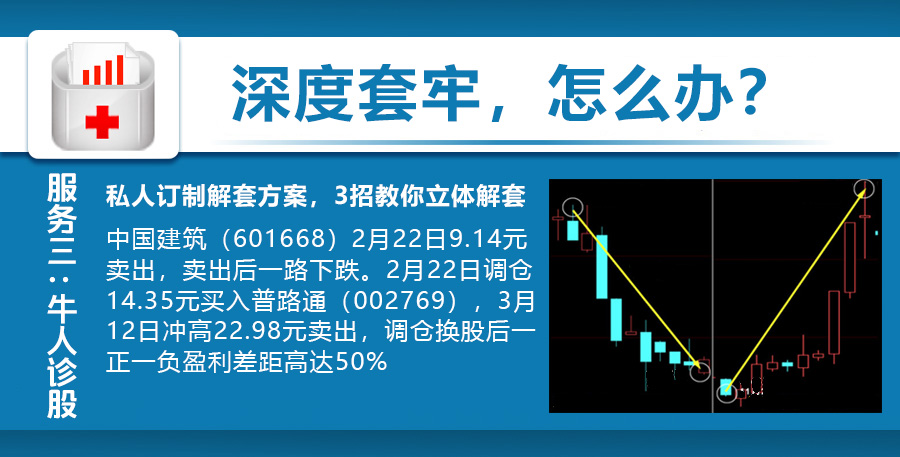 深度套牢，怎么办？
服务三：牛人诊股
私人订制解套方案，3招教你立体解套
中国建筑（601668）2月22日9.14元
卖出，卖出后一路下跌。2月22日调仓
14.35元买入普路通（002769），3月
12日冲高22.98元卖出，调仓换股后一
正一负盈利差距高达50%